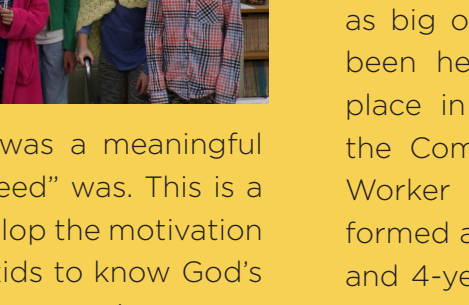 was a meaningful
eed” was. This is a
lop the motivation
kids to know God’s
as big o
been he
place in
the Com
Worker
formed a
and 4-ye